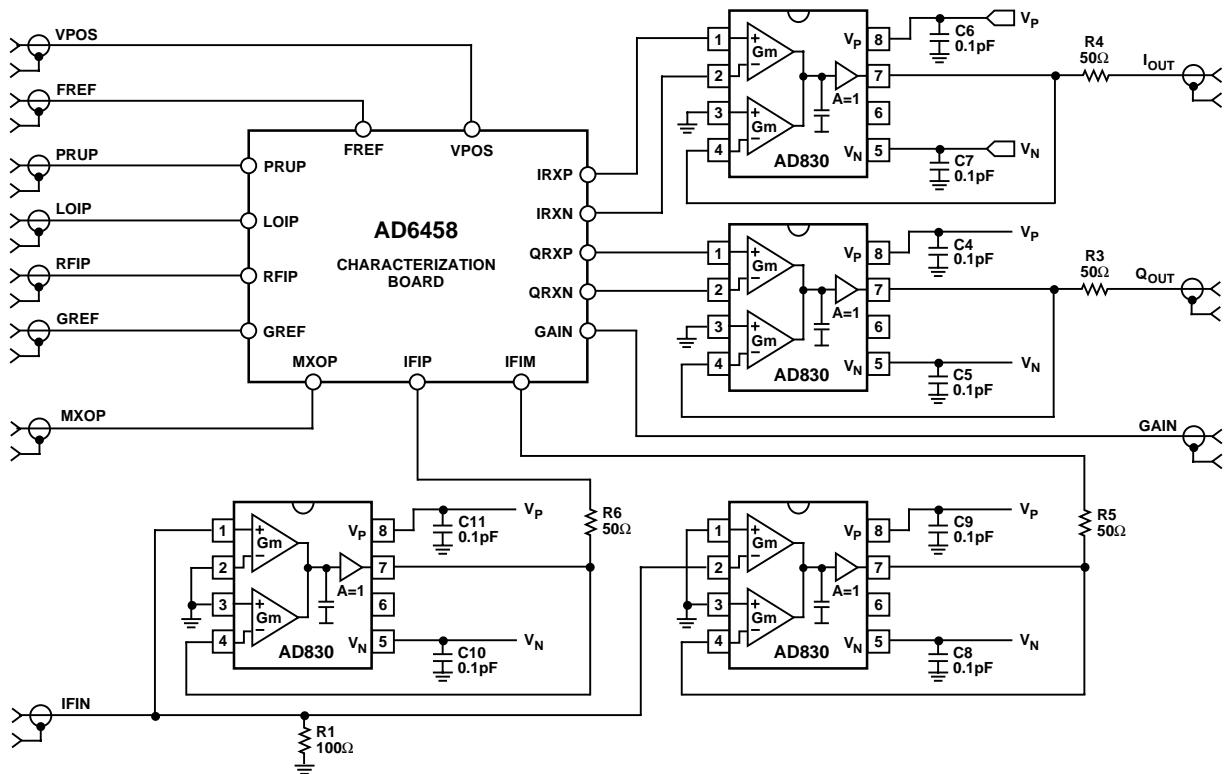 VPOS
FREF
PRUP
LOIP
RFIP
GREF
MXOP
FREF
VPOS
PRUP
LOIP
RFIP
GREF
AD6458
CHARACTERIZATION
BOARD
IRXP
IRXN
QRXP
QRXN
GAIN
MXOP
IFIP
IFIM
1
2
3
4
+
–
Gm
+
–
Gm
A=1
VP
VN
8
7
6
5
AD830
C6
0.1pF
VP
C7
0.1pF
VN
R4
50Ω
IOUT
1
2
3
4
+
–
Gm
+
–
Gm
A=1
VP
VN
8
7
6
5
AD830
C4
0.1pF
VP
C5
0.1pF
VN
R3
50Ω
QOUT
GAIN
1
2
3
4
+
–
Gm
+
–
Gm
A=1
VP
VN
8
7
6
5
AD830
C11
0.1pF
VP
C10
0.1pF
VN
R6
50Ω
1
2
3
4
+
–
Gm
+
–
Gm
A=1
VP
VN
8
7
6
5
AD830
C9
0.1pF
VP
C8
0.1pF
VN
R5
50Ω
IFIN
R1
100Ω